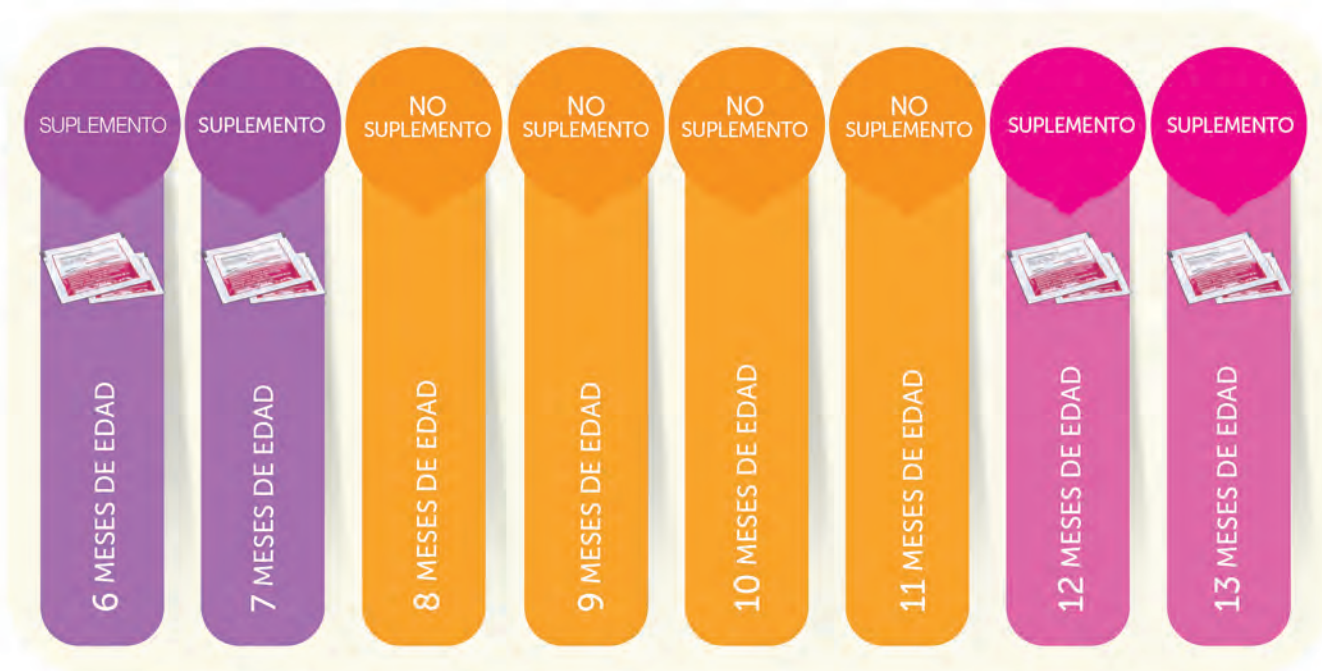 SUPLEMENTO
SUPLEMENTO
NO
SUPLEMENTO
NO
SUPLEMENTO
NO
SUPLEMENTO
NO
SUPLEMENTO
SUPLEMENTO
SUPLEMENTO
6 MESES DE EDAD
7 MESES DE EDAD
8 MESES DE EDAD
9 MESES DE EDAD
10 MESES DE EDAD
11 MESES DE EDAD
12 MESES DE EDAD
13 MESES DE EDAD